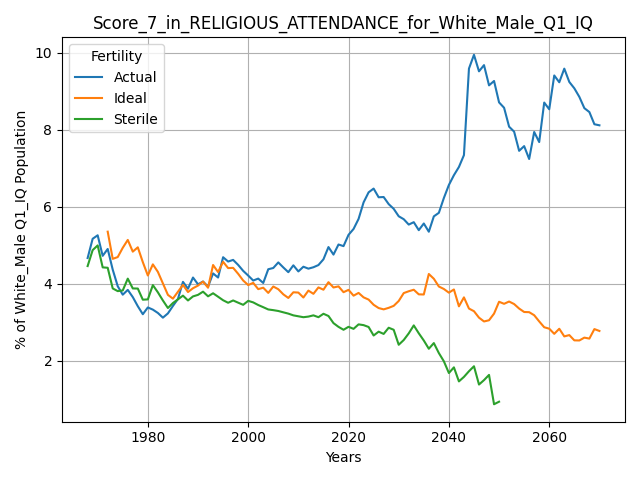 Score_7_in_RELIGIOUS_ATTENDANCE_for_White_Male_Q1_IQ
Fertility
Actual
Ideal
Sterile
% of White_Male Q1_IQ Population
10
8
6
4
2
1980
2000
2020
2040
2060
Years